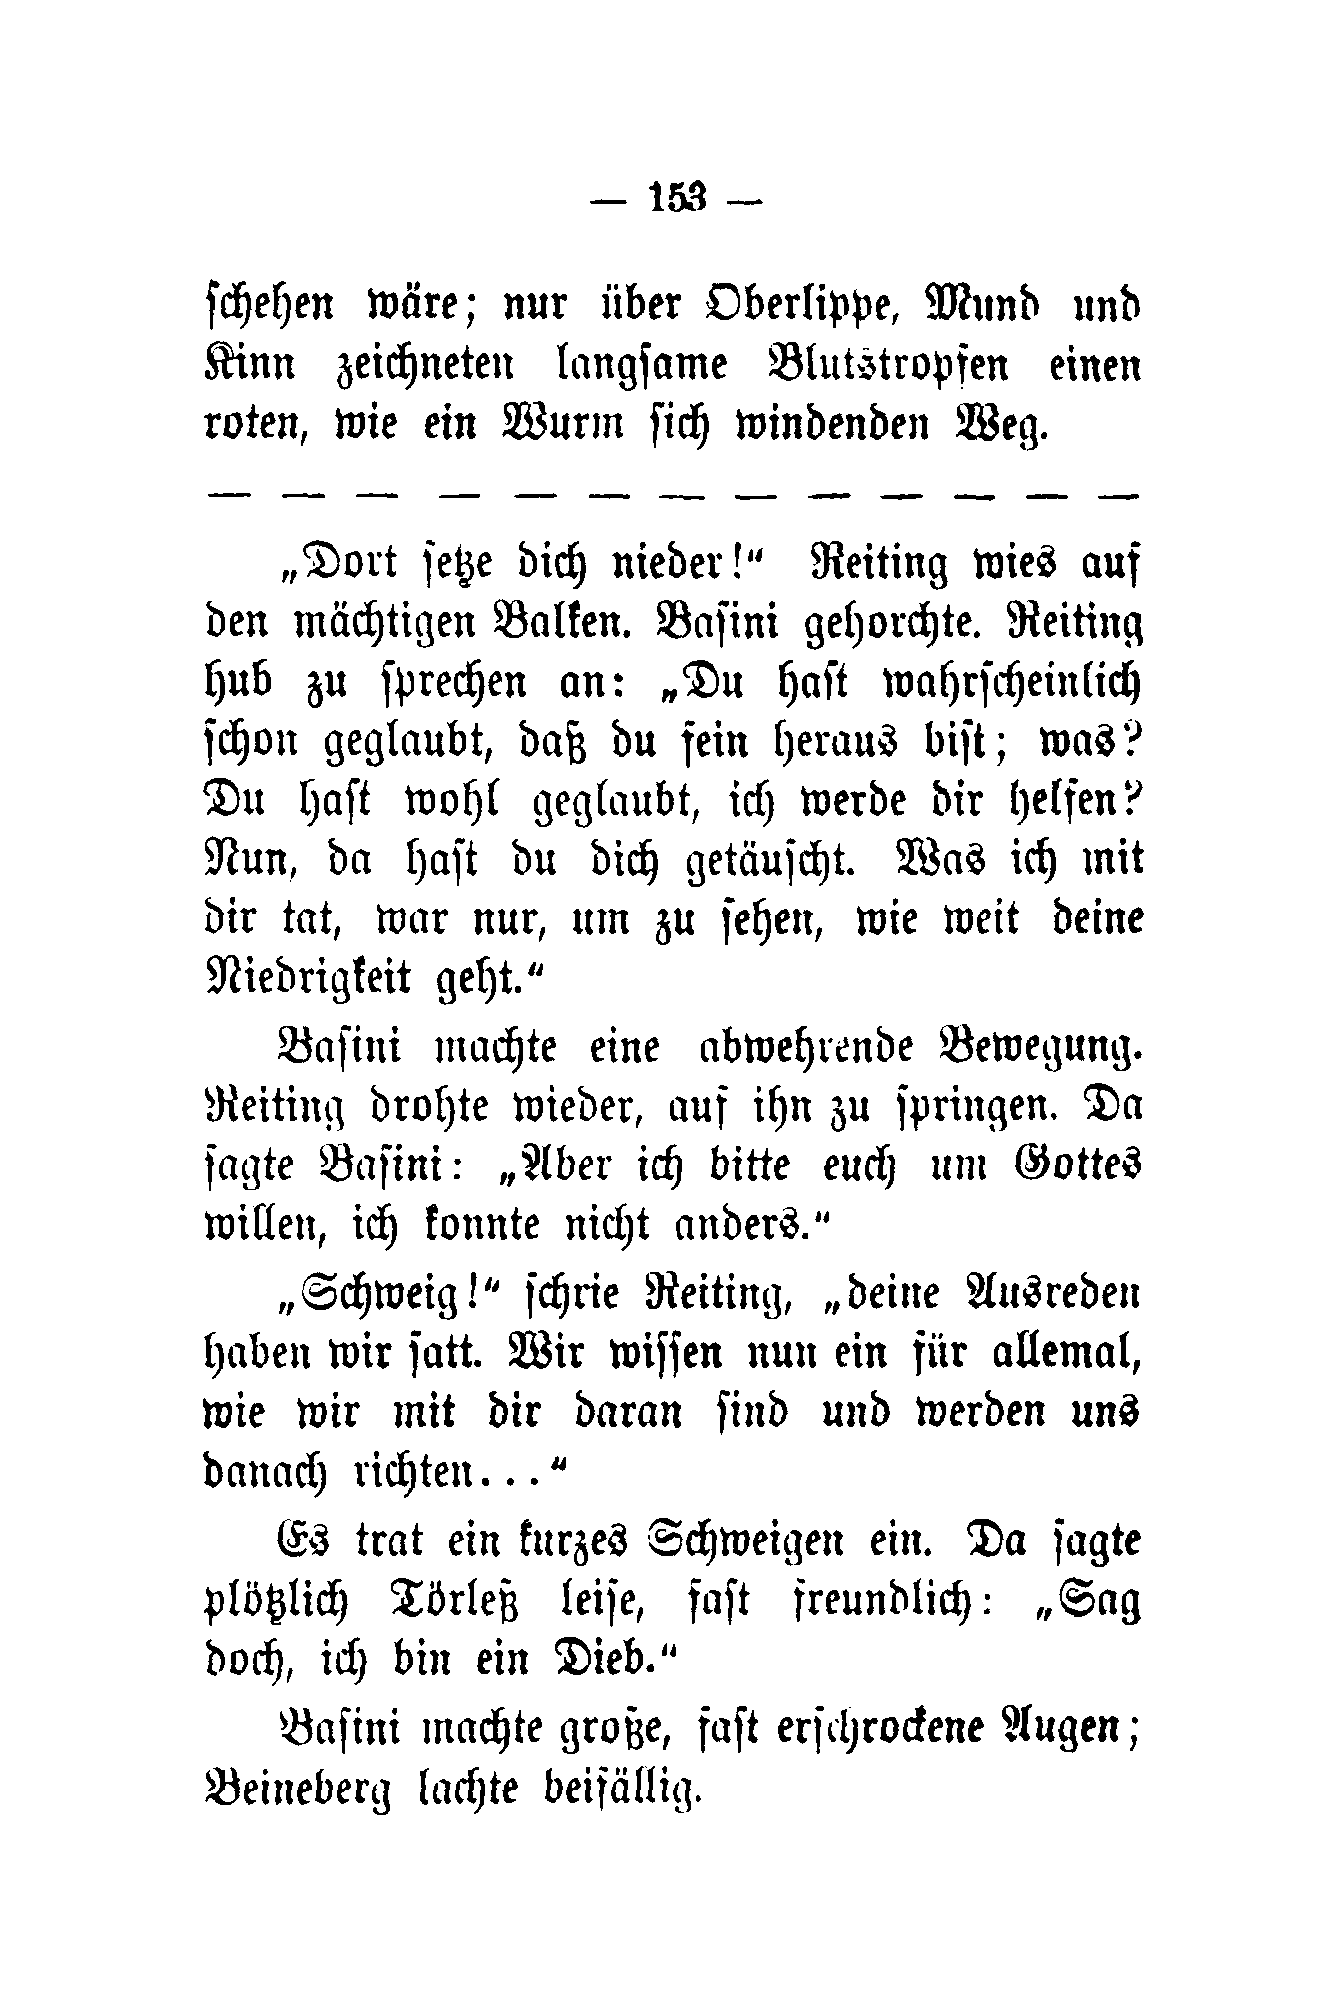 — 153 —
schehen wäre; nur über Oberlippe, Mund und
Kinn zeichneten langsame Blutstropfen einen
roten, wie ein Wurm sich windenden Weg.
— — — — — — — — — — — — —
„Dort setze dich nieder!“ Reiting wies auf
den mächtigen Balken. Basini gehorchte. Reiting
hub zu sprechen an: „Du hast wahrscheinlich
schon geglaubt, daß du fein heraus bist; was?
Du hast wohl geglaubt, ich werde dir helfen?
Nun, da hast du dich getäuscht. Was ich mit
dir tat, war nur, um zu sehen, wie weit deine
Niedrigkeit geht.“
Basini machte eine abwehrende Bewegung.
Reiting drohte wieder, auf ihn zu springen. Da
sagte Basini: „Aber ich bitte euch um Gottes
willen, ich konnte nicht anders.“
„Schweig!“ schrie Reiting, „deine Ausreden
haben wir satt. Wir wissen nun ein für allemal,
wie wir mit dir daran sind und werden uns
danach richten...“
Es trat ein kurzes Schweigen ein. Da sagte
plötzlich Törleß leise, fast freundlich: „Sag
doch, ich bin ein Dieb.“
Basini machte große, fast erschrockene Augen;
Beineberg lachte beifällig.